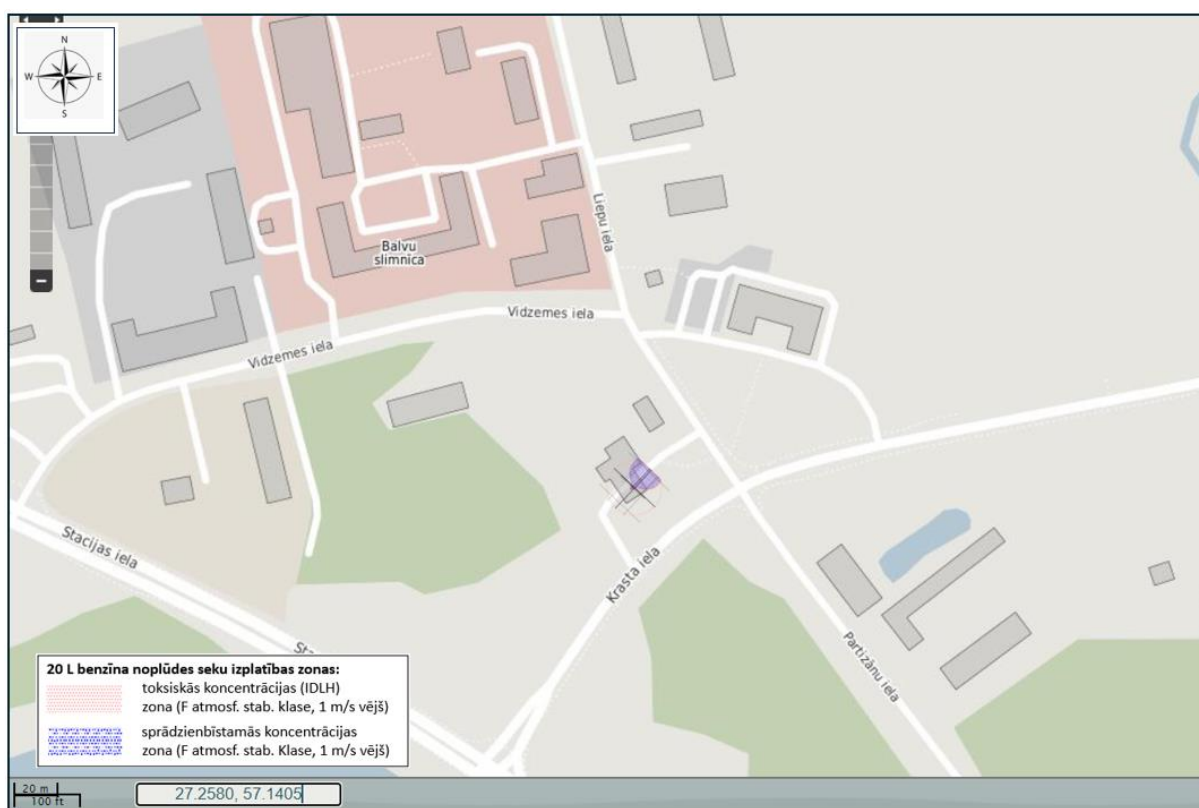 N
W E
S
Liepu iela
Balvu
slimnīca
Vidzemes iela
Vidzemes iela
Stacijas iela
Krasta iela
Partizānu iela
Sta
20 L benzīna noplūdes seku izplatības zonas:
toksiskās koncentrācijas (IDLH)
zona (F atmosf. stab. klase, 1 m/s vējš)
sprādzienbīstamās koncentrācijas
zona (F atmosf. stab. Klase, 1 m/s vējš)
20 m
100 ft
27.2580, 57.1405